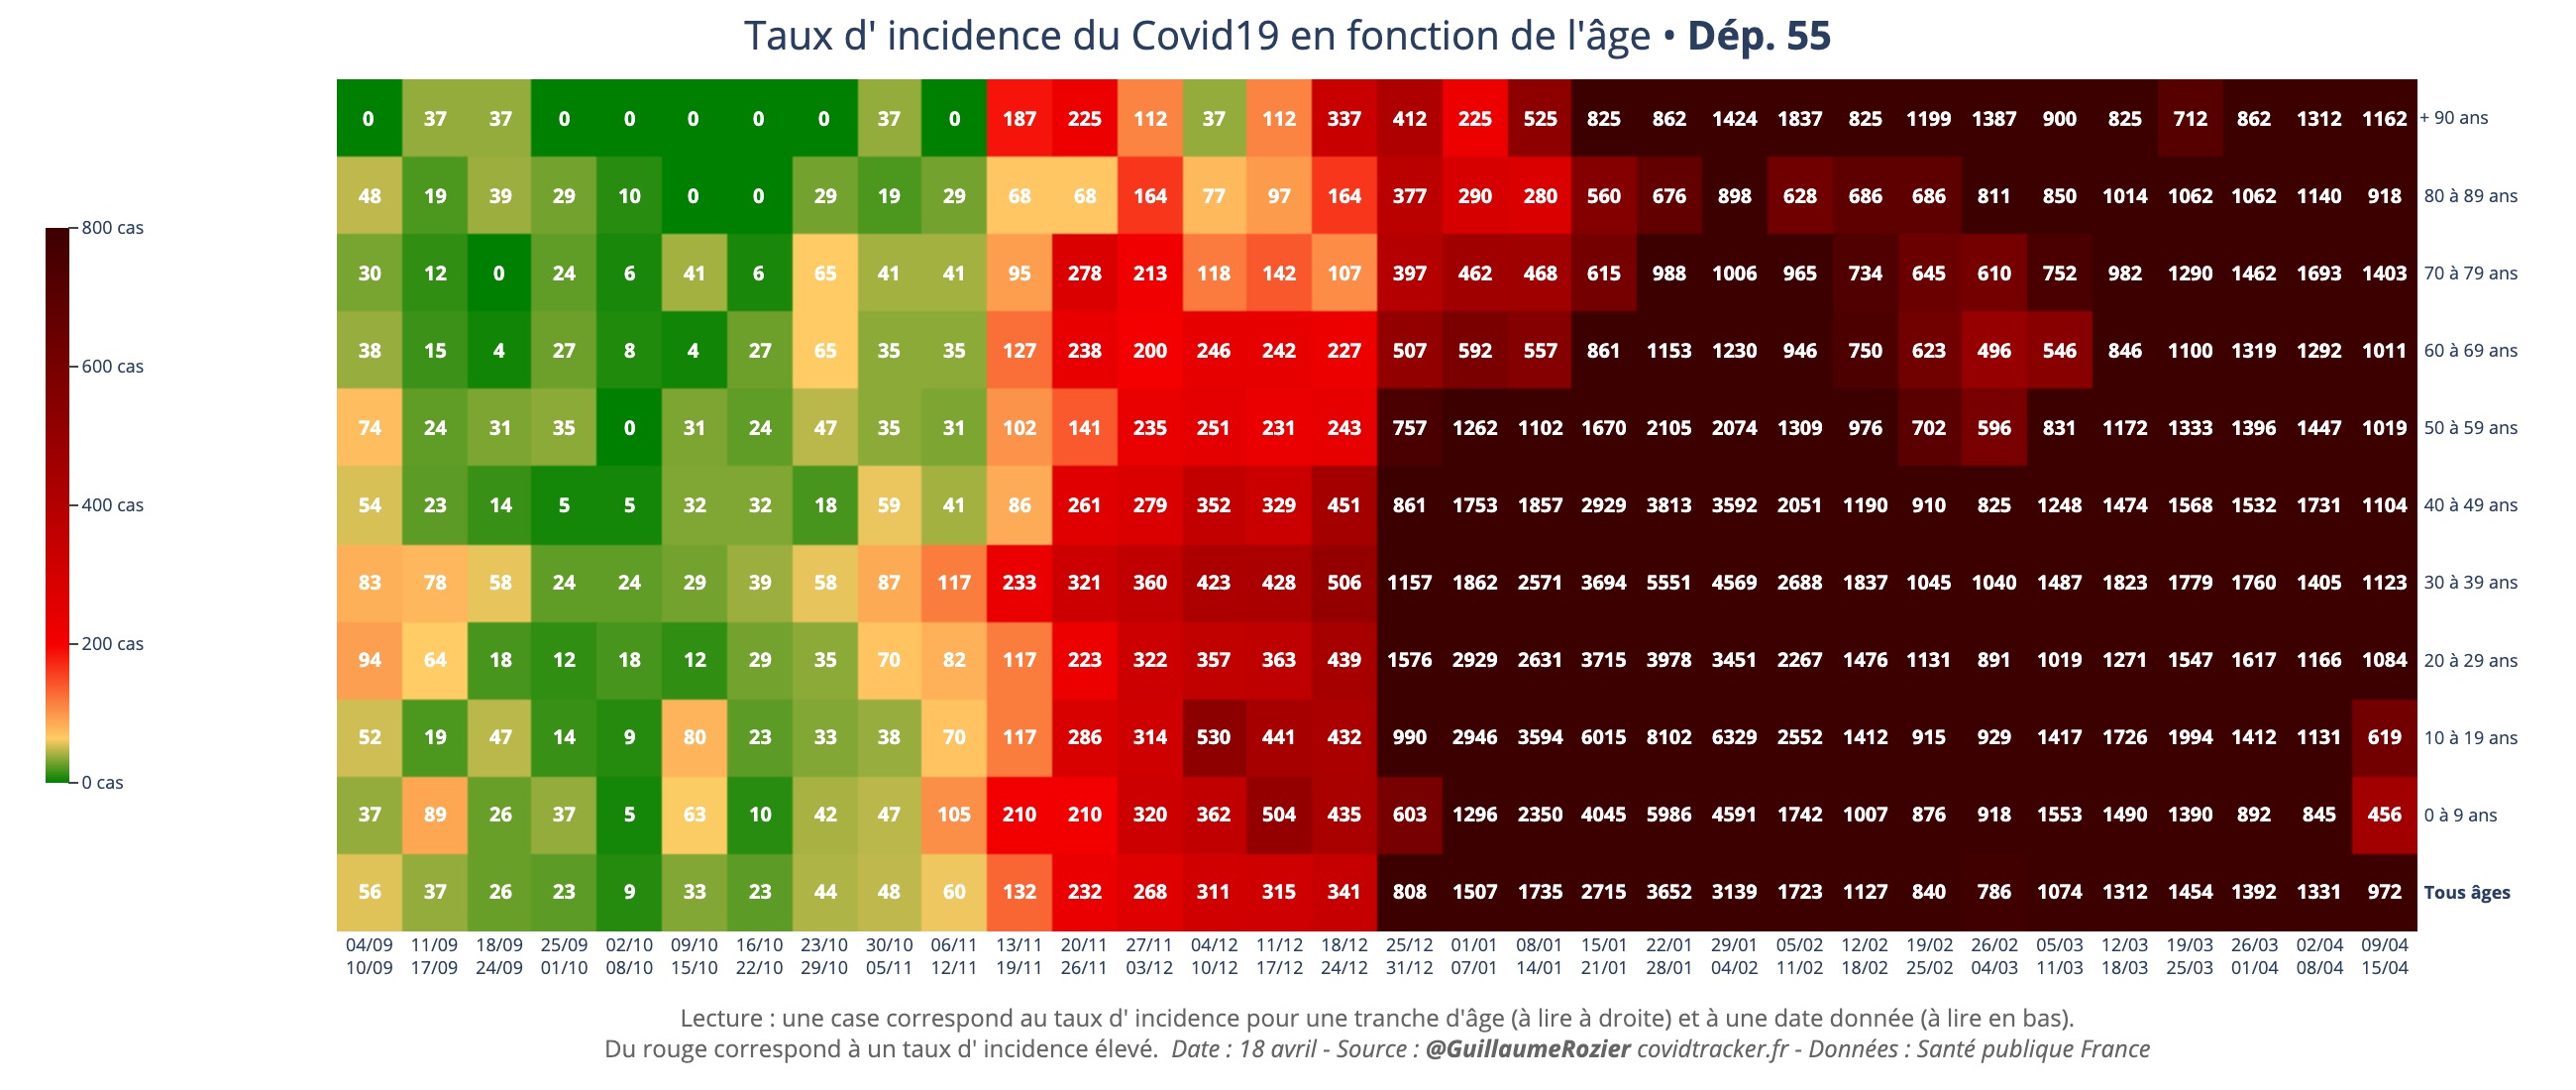 Taux d' incidence du Covid19 en fonction de l'âge • Dép. 55
0 37 37 0 0 0 0 0 37 0 187 225 112 37 112 337 412 225 525 825 862 1424 1837 825 1199 1387 900 825 712 862 1312 1162 + 90 ans
48 19 39 29 10 0 0 29 19 29 68 68 164 77 97 164 377 290 280 560 676 898 628 686 686 811 850 1014 1062 1062 1140 918 80 à 89 ans
800 cas
30 12 0 24 6 41 6 65 41 41 95 278 213 118 142 107 397 462 468 615 988 1006 965 734 645 610 752 982 1290 1462 1693 1403 70 à 79 ans
38 15 4 27 8 4 27 65 35 35 127 238 200 246 242 227 507 592 557 861 1153 1230 946 750 623 496 546 846 1100 1319 1292 1011 60 à 69 ans
600 cas
74 24 31 35 0 31 24 47 35 31 102 141 235 251 231 243 757 1262 1102 1670 2105 2074 1309 976 702 596 831 1172 1333 1396 1447 1019 50 à 59 ans
400 cas
54 23 14 5 5 32 32 18 59 41 86 261 279 352 329 451 861 1753 1857 2929 3813 3592 2051 1190 910 825 1248 1474 1568 1532 1731 1104 40 à 49 ans
83 78 58 24 24 29 39 58 87 117 233 321 360 423 428 506 1157 1862 2571 3694 5551 4569 2688 1837 1045 1040 1487 1823 1779 1760 1405 1123 30 à 39 ans
200 cas
94 64 18 12 18 12 29 35 70 82 117 223 322 357 363 439 1576 2929 2631 3715 3978 3451 2267 1476 1131 891 1019 1271 1547 1617 1166 1084 20 à 29 ans
52 19 47 14 9 80 23 33 38 70 117 286 314 530 441 432 990 2946 3594 6015 8102 6329 2552 1412 915 929 1417 1726 1994 1412 1131 619 10 à 19 ans
0 cas
37 89 26 37 5 63 10 42 47 105 210 210 320 362 504 435 603 1296 2350 4045 5986 4591 1742 1007 876 918 1553 1490 1390 892 845 456 0 à 9 ans
56 37 26 23 9 33 23 44 48 60 132 232 268 311 315 341 808 1507 1735 2715 3652 3139 1723 1127 840 786 1074 1312 1454 1392 1331 972 Tous âges
04/09 11/09 18/09 25/09 02/10 09/10 16/10 23/10 30/10 06/11 13/11 20/11 27/11 04/12 11/12 18/12 25/12 01/01 08/01 15/01 22/01 29/01 05/02 12/02 19/02 26/02 05/03 12/03 19/03 26/03 02/04 09/04
10/09 17/09 24/09 01/10 08/10 15/10 22/10 29/10 05/11 12/11 19/11 26/11 03/12 10/12 17/12 24/12 31/12 07/01 14/01 21/01 28/01 04/02 11/02 18/02 25/02 04/03 11/03 18/03 25/03 01/04 08/04 15/04
Lecture : une case correspond au taux d' incidence pour une tranche d'âge (à lire à droite) et à une date donnée (à lire en bas).
Du rouge correspond à un taux d' incidence élevé. Date : 18 avril - Source : @GuillaumeRozier covidtracker.fr - Données : Santé publique France